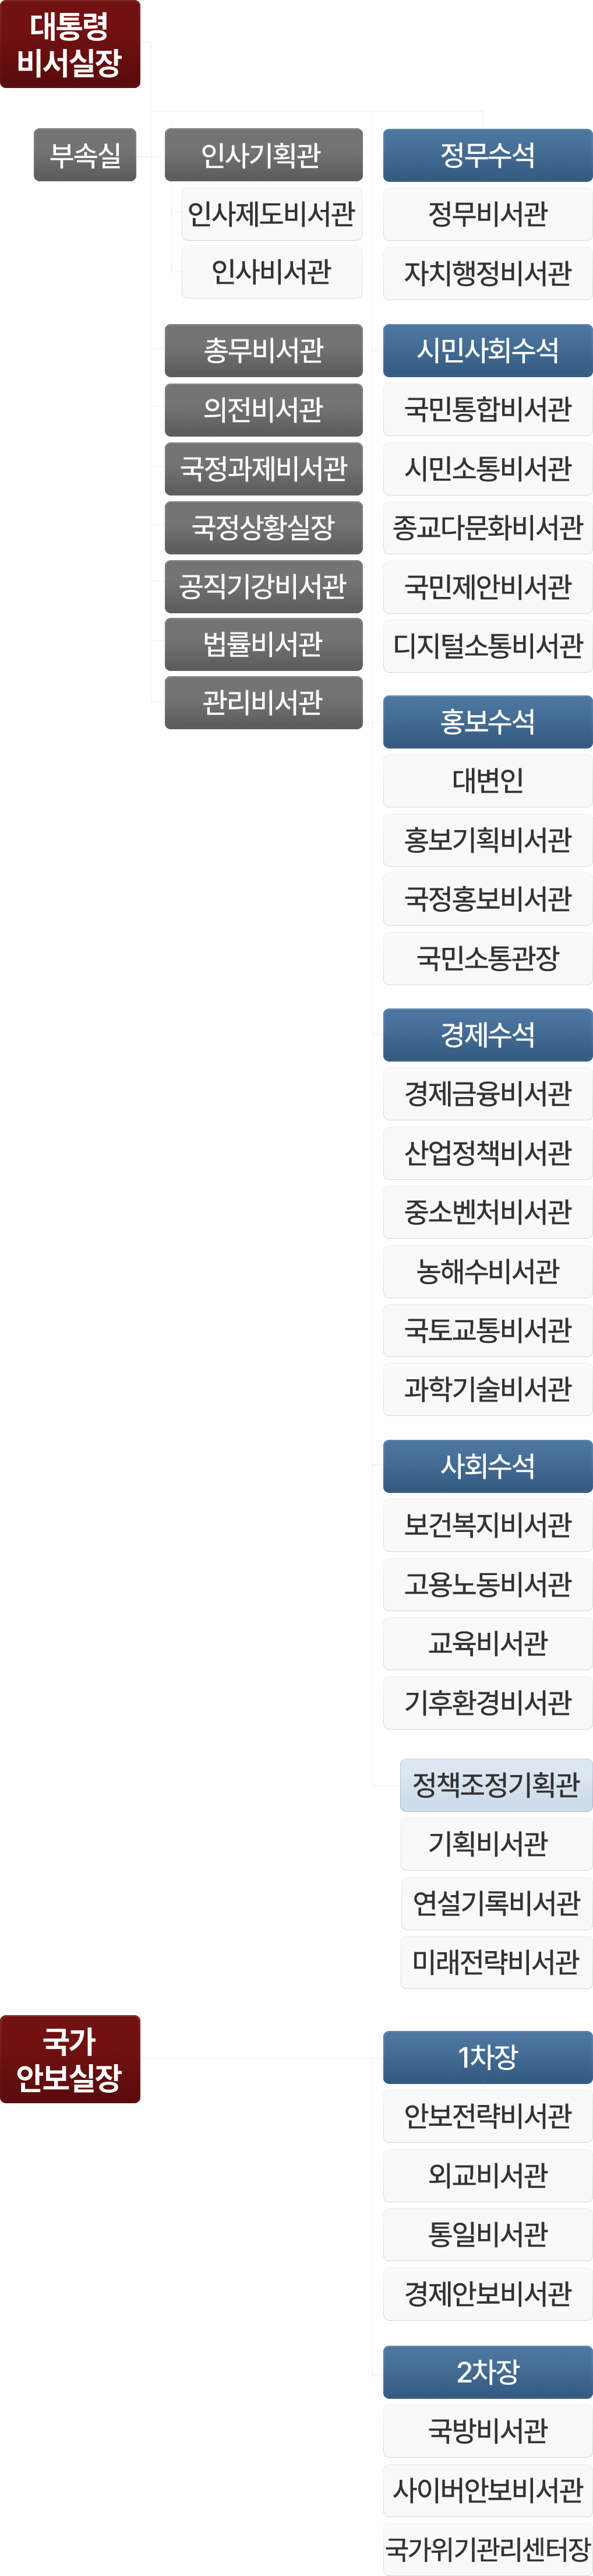 대통령
비서실장
부속실
인사기획관
인사제도비서관
인사비서관
총무비서관
의전비서관
국정과제비서관
국정상황실장
공직기강비서관
법률비서관
관리비서관
정무수석
정무비서관
자치행정비서관
시민사회수석
국민통합비서관
시민소통비서관
종교다문화비서관
국민제안비서관
디지털소통비서관
홍보수석
대변인
홍보기획비서관
국정홍보비서관
국민소통관장
경제수석
경제금융비서관
산업정책비서관
중소벤처비서관
농해수비서관
국토교통비서관
과학기술비서관
사회수석
보건복지비서관
고용노동비서관
교육비서관
기후환경비서관
정책조정기획관
기획비서관
연설기록비서관
미래전략비서관
국가
안보실장
1차장
안보전략비서관
외교비서관
통일비서관
경제안보비서관
2차장
국방비서관
사이버안보비서관
국가위기관리센터장